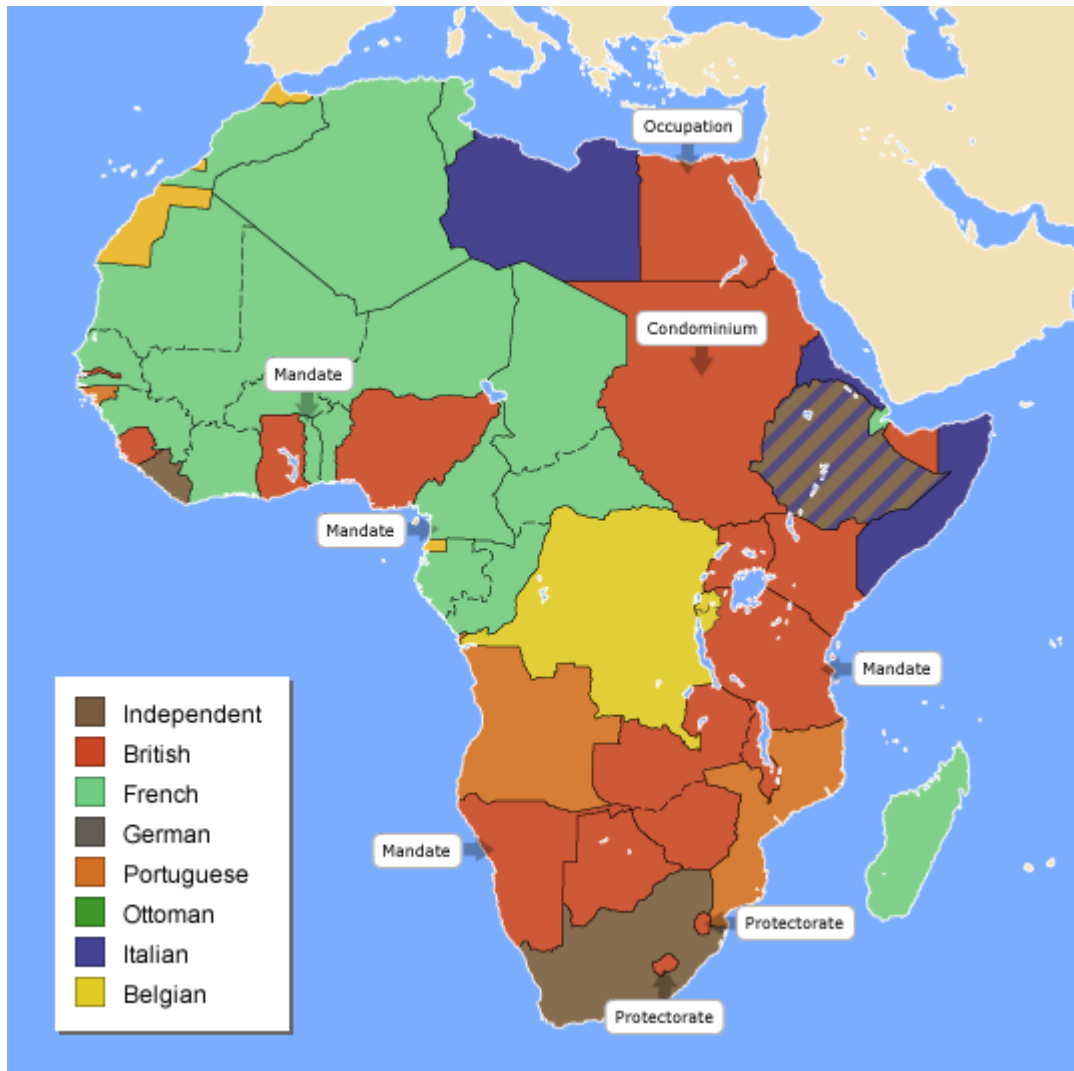 Occupation
Condominium
Mandate
Mandate
Mandate
Mandate
Protectorate
Protectorate
Independent
British
French
German
Portuguese
Ottoman
Italian
Belgian